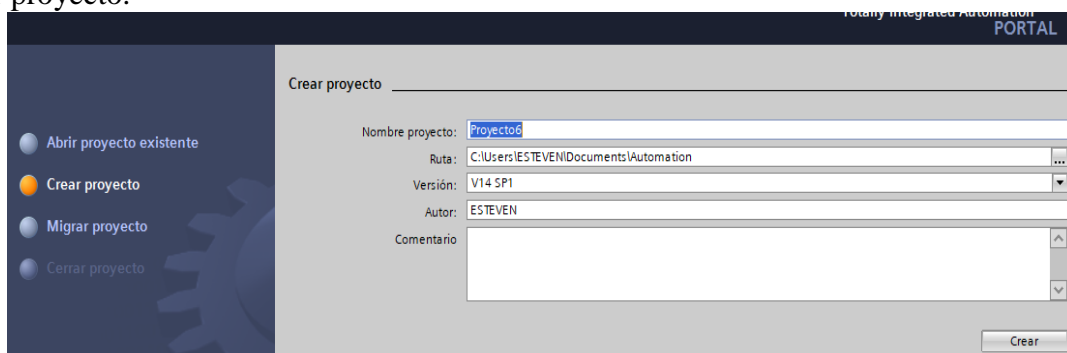 proyecto.
Totally Integrated Automation
PORTAL
Abrir proyecto existente
Crear proyecto
Migrar proyecto
Cerrar proyecto
Crear proyecto
Nombre proyecto: Proyecto6
Ruta: C:\Users\ESTEVEN\Documents\Automation
...
Versión: V14 SP1
Autor: ESTEVEN
Comentario
Crear